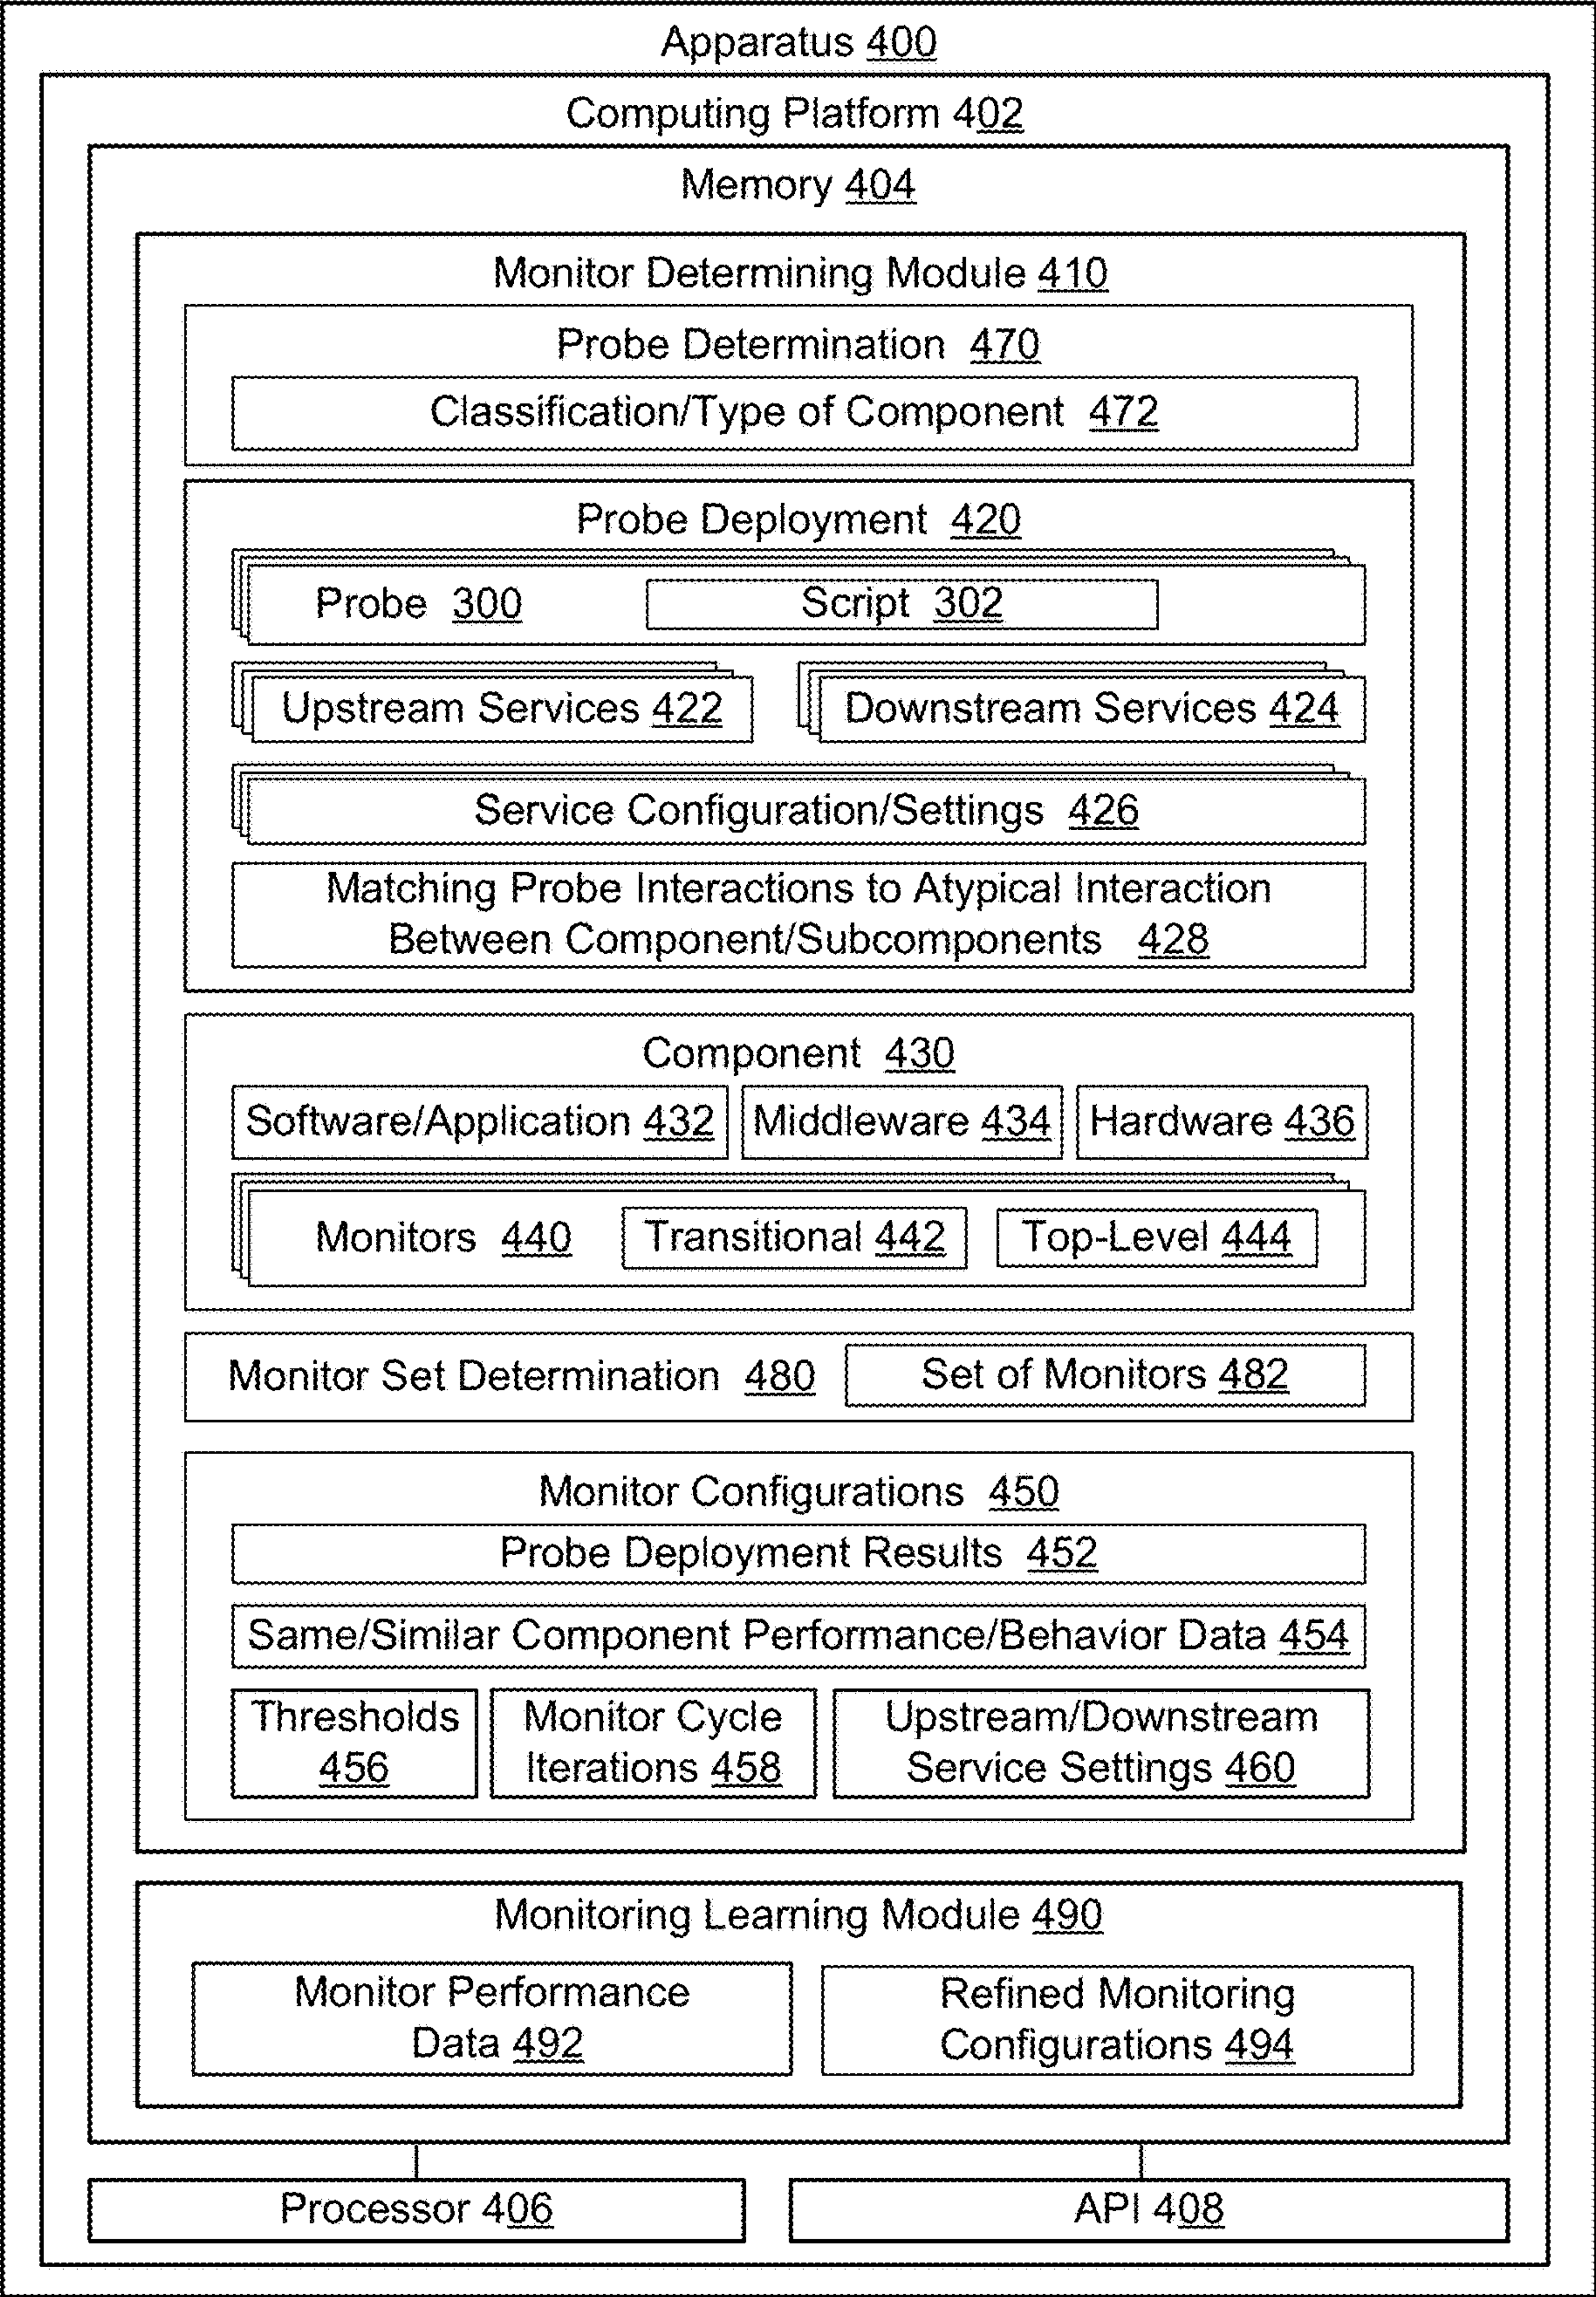 Apparatus 400
Computing Platform 402
Memory 404
Monitor Determining Module 410
Probe Determination 470
Classification/Type of Component 472
Probe Deployment 420
Probe 300 Script 302
Upstream Services 422 Downstream Services 424
Service Configuration/Settings 426
Matching Probe Interactions to Atypical Interaction
Between Component/Subcomponents 428
Component 430
Software/Application 432 Middleware 434 Hardware 436
Monitors 440 Transitional 442 Top-Level 444
Monitor Set Determination 480 Set of Monitors 482
Monitor Configurations 450
Probe Deployment Results 452
Same/Similar Component Performance/Behavior Data 454
Thresholds
456
Monitor Cycle
Iterations 458
Upstream/Downstream
Service Settings 460
Monitoring Learning Module 490
Monitor Performance
Data 492
Refined Monitoring
Configurations 494
Processor 406
API 408